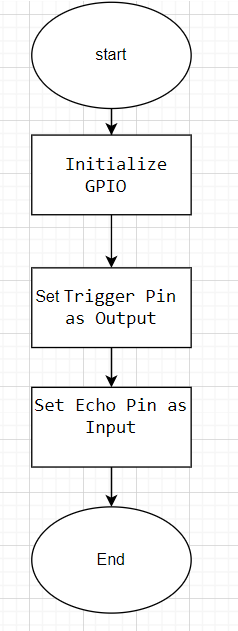 start
Initialize
GPIO
Set Trigger Pin
as Output
Set Echo Pin as
Input
End